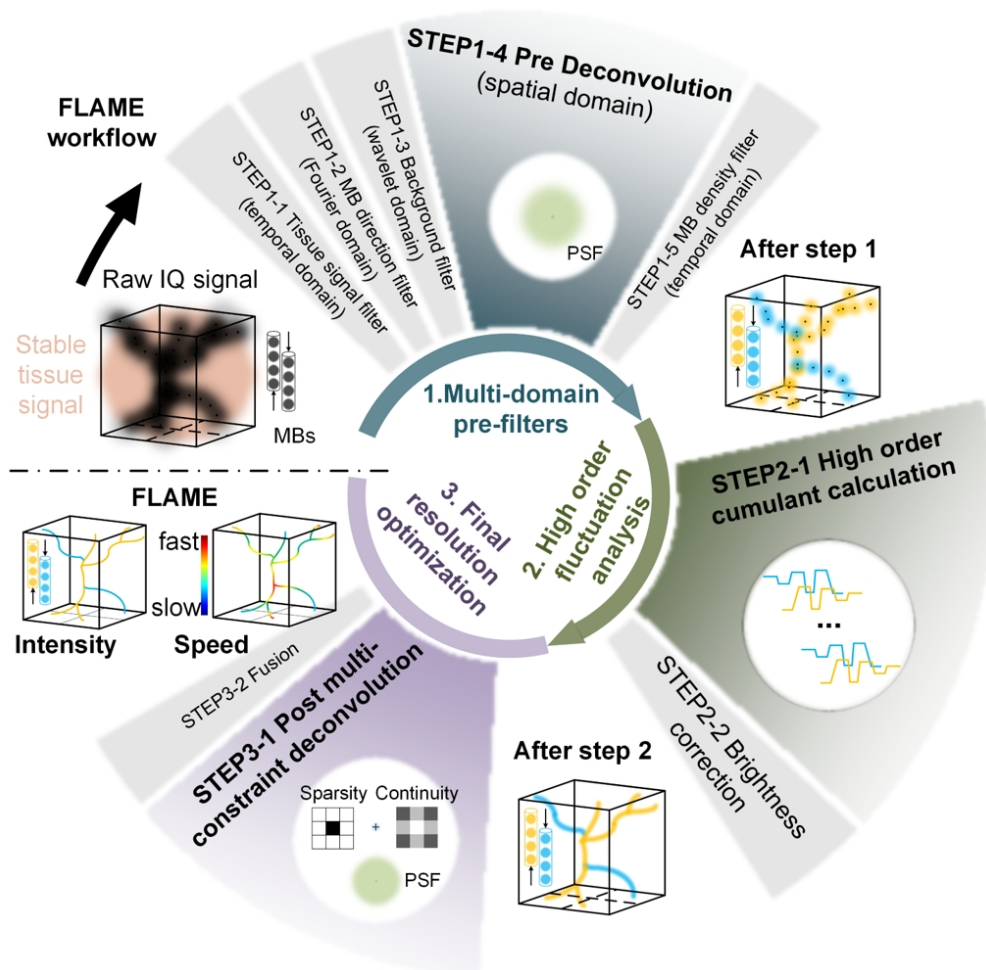 FLAME
workflow
Raw IQ signal
Stable
tissue
signal
MBs
STEP1-1 Tissue signal filter
(temporal domain)
STEP1-2 MB direction filter
(Fourier domain)
STEP1-3 Background filter
(wavelet domain)
STEP1-4 Pre Deconvolution
(spatial domain)
PSF
STEP1-5 MB density filter
(temporal domain)
After step 1
1.Multi-domain
pre-filters
2. High order
fluctuation
analysis
3. Final
resolution
optimization
STEP2-1 High order
cumulant calculation
...
STEP2-2 Brightness
correction
After step 2
STEP3-1 Post multi-
constraint deconvolution
Sparsity
+
Continuity
PSF
STEP3-2 Fusion
FLAME
fast
slow
Intensity
Speed